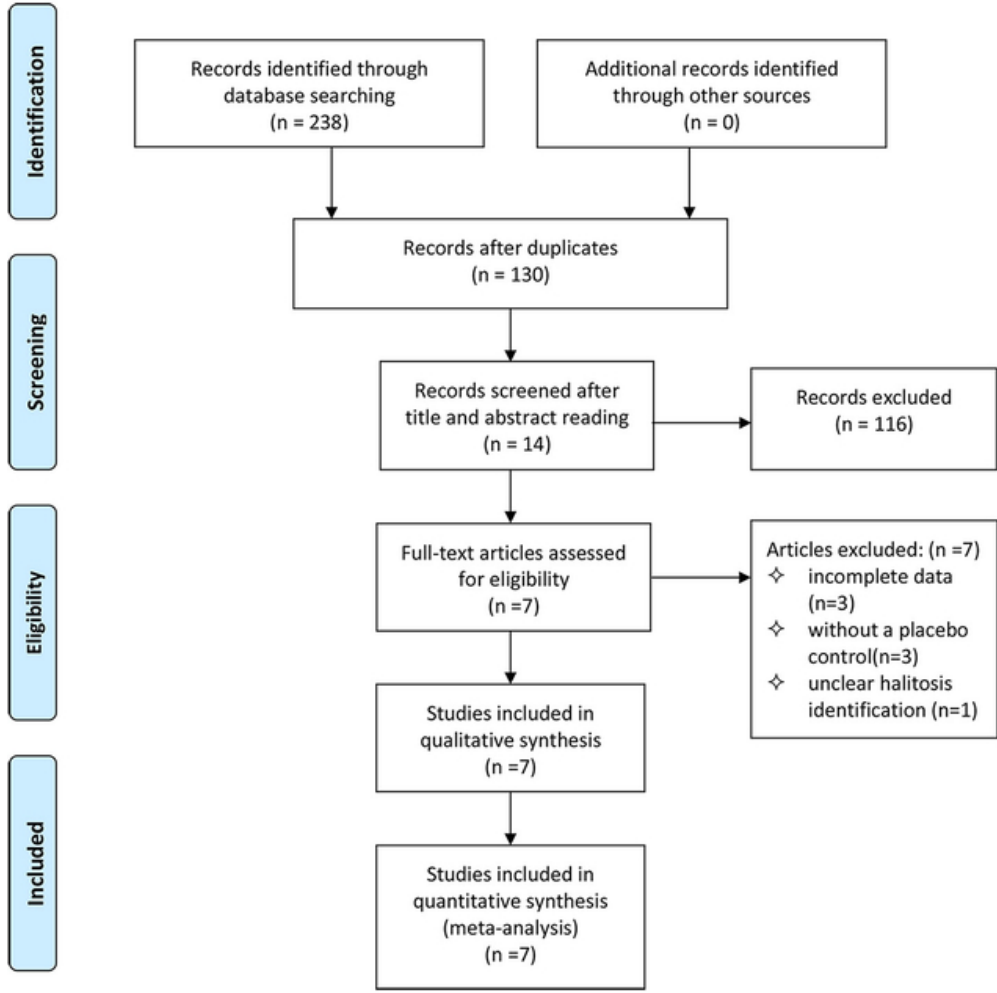 Identification
Records identified through
database searching
(n = 238)
Additional records identified
through other sources
(n = 0)
Records after duplicates
(n = 130)
Screening
Records screened after
title and abstract reading
(n = 14)
Records excluded
(n = 116)
Eligibility
Full-text articles assessed
for eligibility
(n =7)
Articles excluded: (n =7)
✧ incomplete data
(n=3)
✧ without a placebo
control(n=3)
✧ unclear halitosis
identification (n=1)
Studies included in
qualitative synthesis
(n =7)
Included
Studies included in
quantitative synthesis
(meta-analysis)
(n =7)